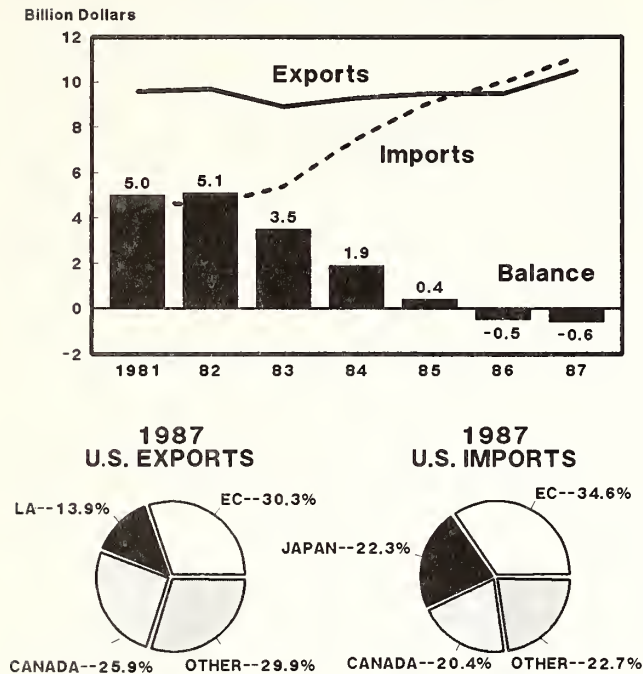 Billion Dollars
12
10
8
6
4
2
0
-2
Exports
Imports
Balance
5.0
5.1
3.5
1.9
0.4
-0.5
-0.6
1981 82 83 84 85 86 87
1987
U.S. EXPORTS
LA--13.9%
EC--30.3%
CANADA--25.9%
OTHER--29.9%
1987
U.S. IMPORTS
EC--34.6%
JAPAN--22.3%
CANADA--20.4%
OTHER--22.7%